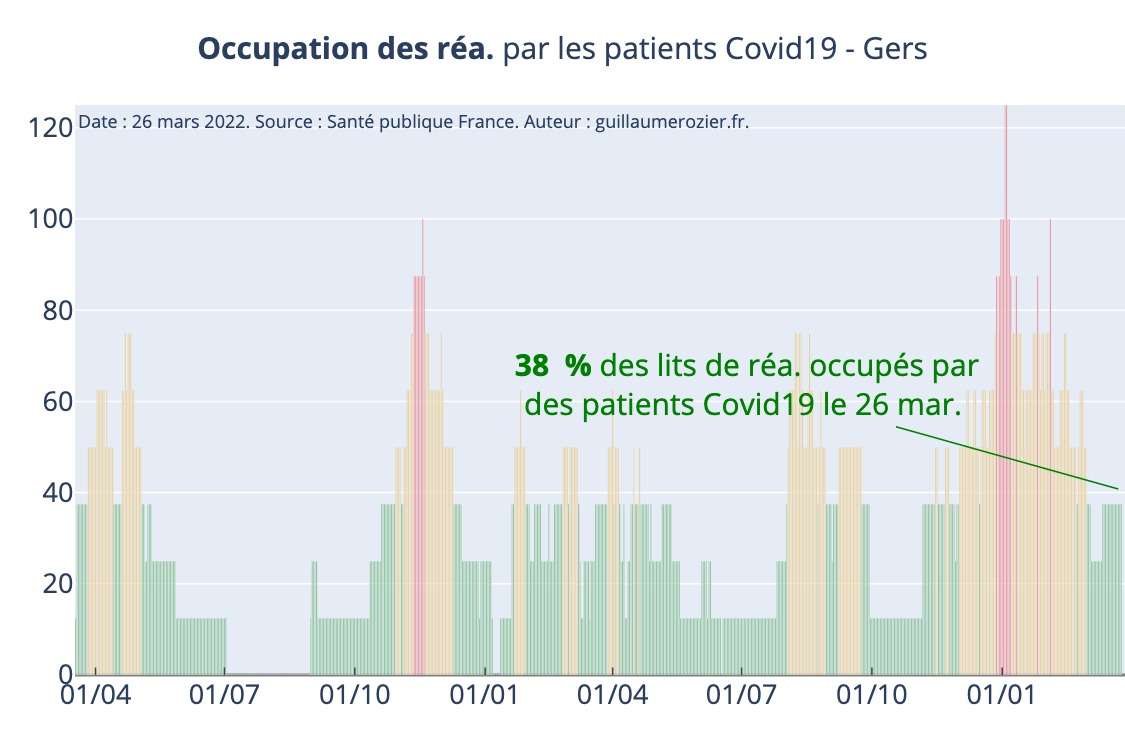 Occupation des réa. par les patients Covid19 - Gers
Date : 26 mars 2022. Source : Santé publique France. Auteur : guillaumerozier.fr.
120
100
80
60
40
20
0
38 % des lits de réa. occupés par
des patients Covid19 le 26 mar.
01/04 01/07 01/10 01/01 01/04 01/07 01/10 01/01